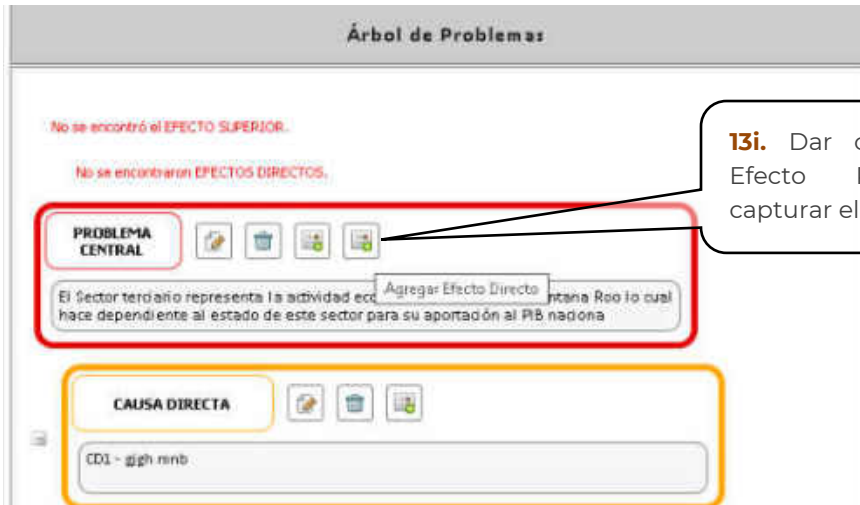 Árbol de Problemas
No se encontró el EFECTO SUPERIOR.
No se encontraron EFECTOS DIRECTOS.
13i. Dar
Efecto
capturar el
PROBLEMA
CENTRAL
Agregar Efecto Directo
El Sector terciario representa la actividad ntana Roo lo cual
hace dependiente al estado de este sector para su aportación al PIB naciona
CAUSA DIRECTA
CD1 - gjgh mnb